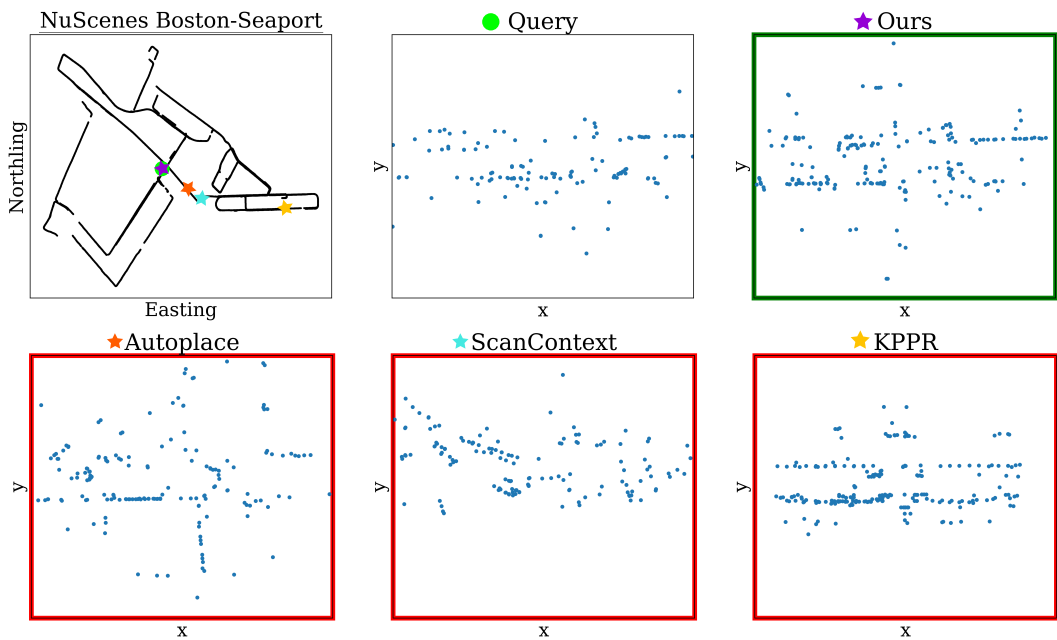 NuScenes Boston-Seaport
Query
Ours
Northling
y
y
Easting
x
x
Autoplace
ScanContext
KPPR
y
y
y
x
x
x